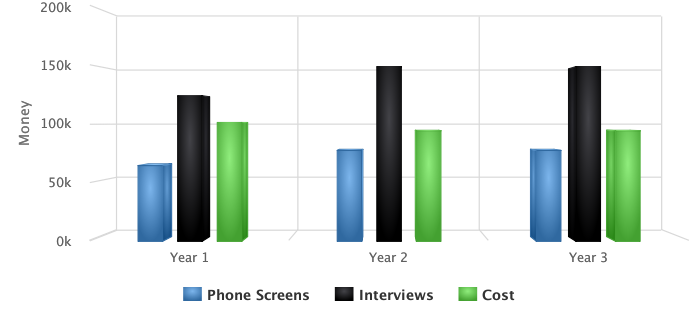 200k
150k
100k
50k
0k
Money
Year 1 Year 2 Year 3
Phone Screens Interviews Cost